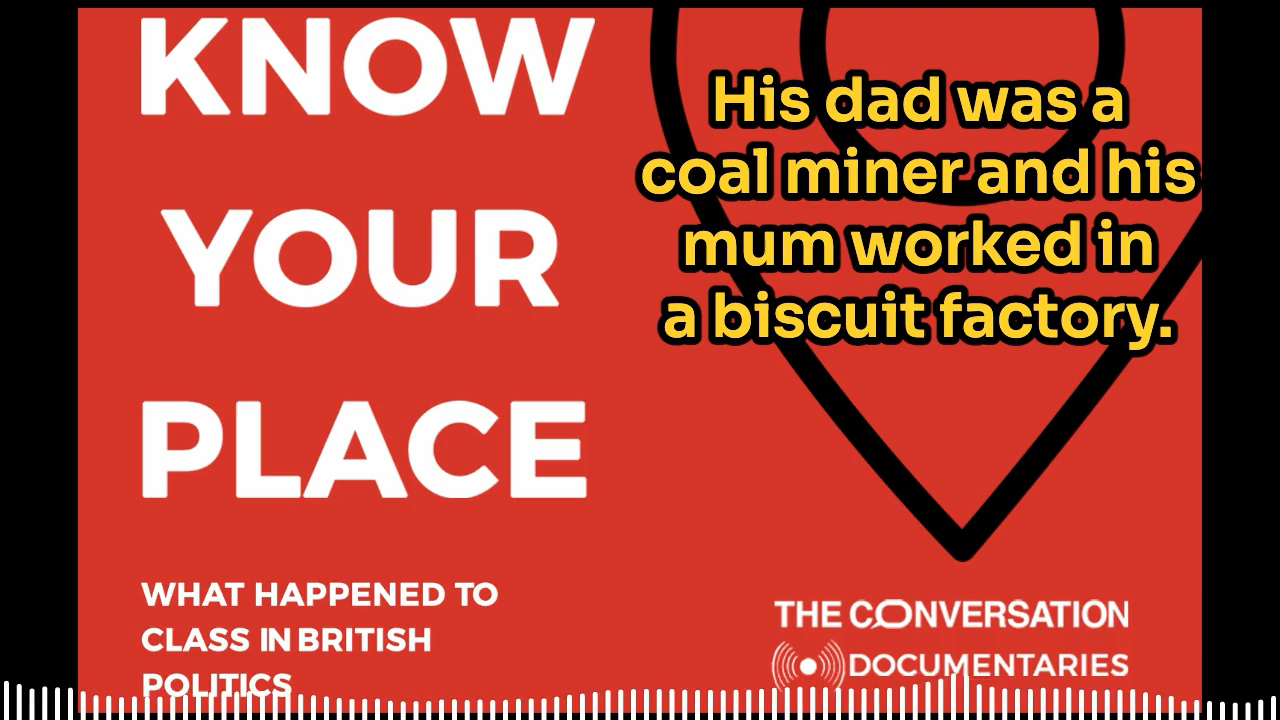 KNOW
YOUR
PLACE
WHAT HAPPENED TO
CLASS IN BRITISH
POLITICS
His dad was a
coal miner and his
mum worked in
a biscuit factory.
THE CONVERSATION
DOCUMENTARIES